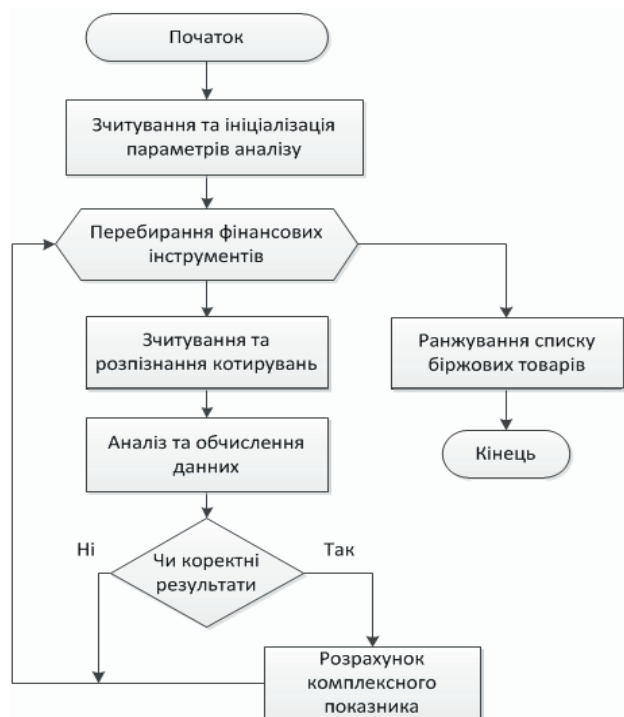 Початок
Зчитування та ініціалізація
параметрів аналізу
Перебирання фінансових
інструментів
Зчитування та
розпізнання котирувань
Ранжування списку
біржових товарів
Аналіз та обчислення
данних
Кінець
Ні
Чи коректні
результати
Так
Розрахунок
комплексного
показника